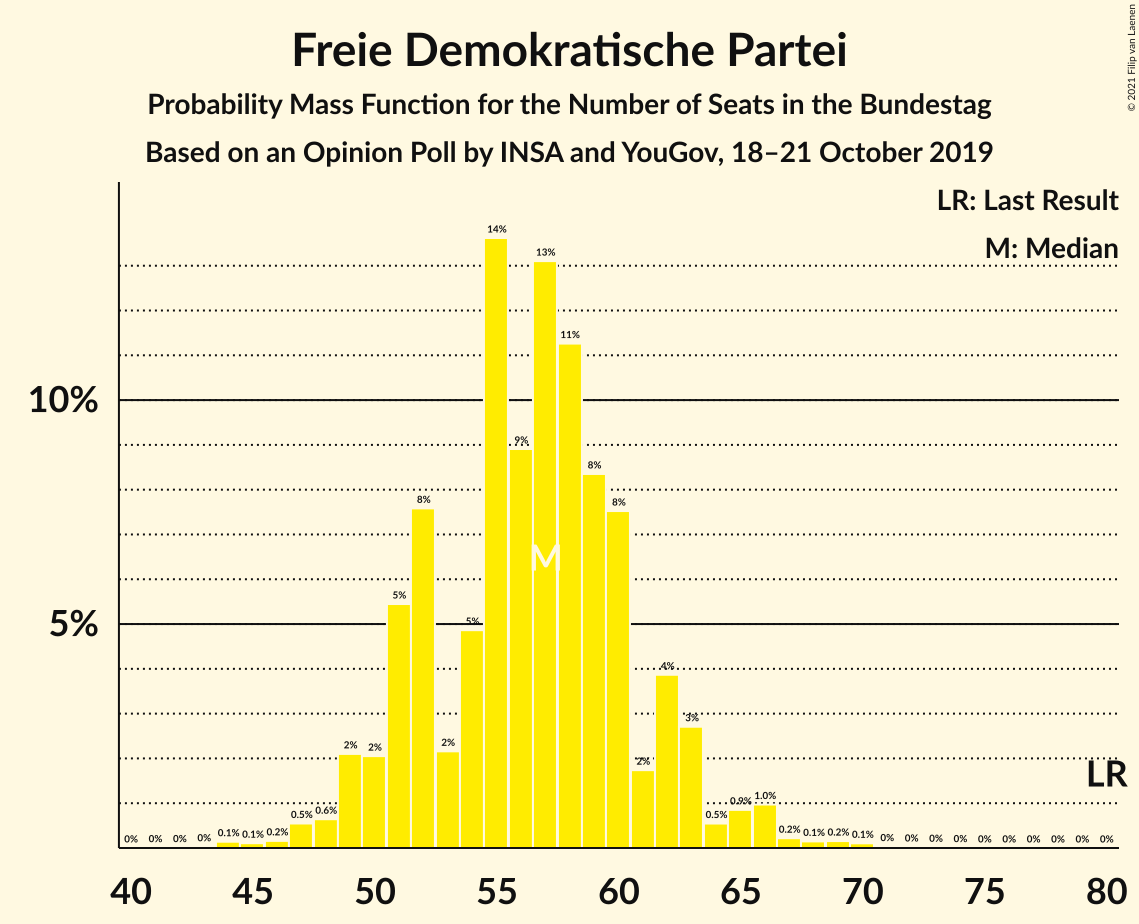 © 2021 Filip van Laenen
Freie Demokratische Partei
Probability Mass Function for the Number of Seats in the Bundestag
Based on an Opinion Poll by INSA and YouGov, 18–21 October 2019
LR: Last Result
M: Median
10%
5%
0% 0% 0% 0% 0.1% 0.1% 0.2% 0.5% 0.6% 2% 2% 5% 8% 2% 5% 14% 9% 13% 11% 8% 8% 2% 4% 3% 0.5% 0.9% 1.0% 0.2% 0.1% 0.2% 0.1% 0% 0% 0% 0% 0% 0% 0% 0% 0% 0%
M
LR
40 45 50 55 60 65 70 75 80